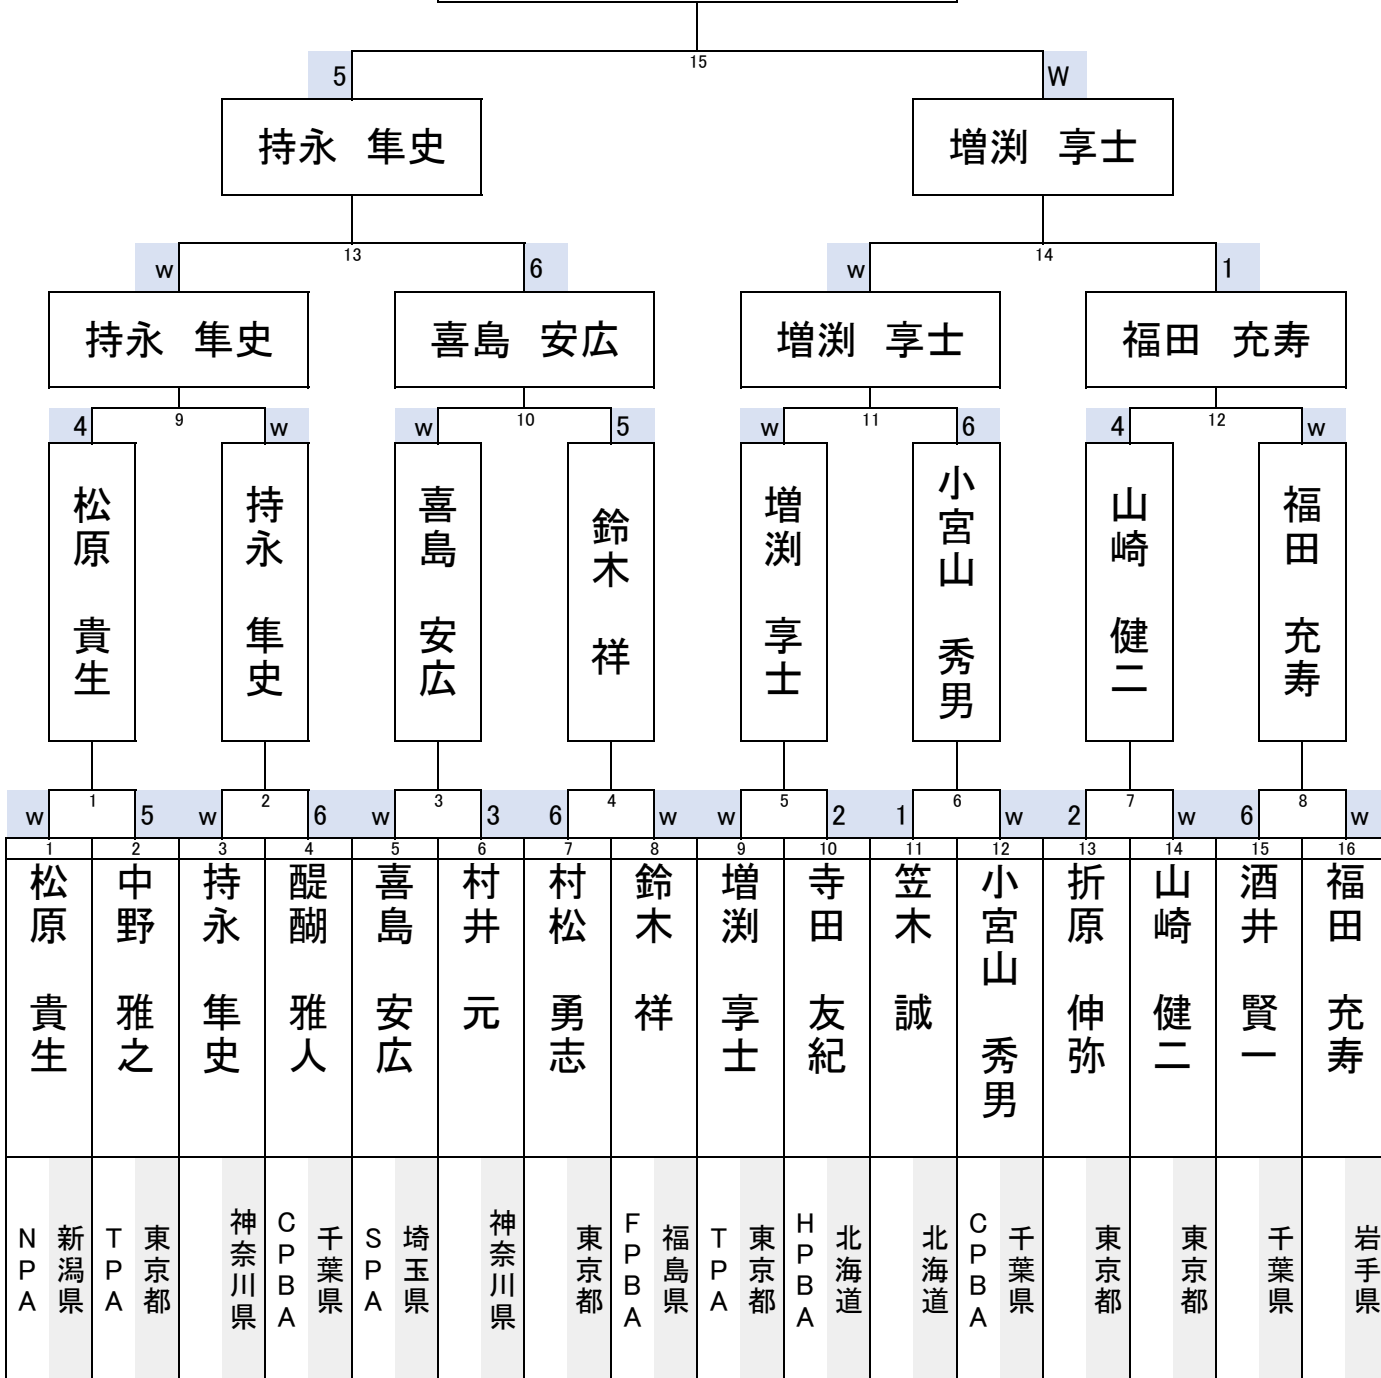 15
5
W
持永 隼史
増渕 享士
13
14
w
6
w
1
持永 隼史
喜島 安広
増渕 享士
福田 充寿
4
9
w
w
10
5
w
11
6
4
12
w
松原 貴生
持永 隼史
喜島 安広
鈴木 祥
増渕 享士
小宮山 秀男
山崎 健二
福田 充寿
w
1
5
w
2
6
w
3
3
6
4
w
w
5
2
1
6
w
2
7
w
6
8
w
1
2
3
4
5
6
7
8
9
10
11
12
13
14
15
16
松原 貴生
中野 雅之
持永 隼史
醍醐 雅人
喜島 安広
村井 元
村松 勇志
鈴木 祥
増渕 享士
寺田 友紀
笠木 誠
小宮山 秀男
折原 伸弥
山崎 健二
酒井 賢一
福田 充寿
NPA
新潟県
TPA
東京都
神奈川県
CPBA
千葉県
SPA
埼玉県
神奈川県
東京都
FPBA
福島県
TPA
東京都
HPBA
北海道
北海道
CPBA
千葉県
東京都
東京都
千葉県
岩手県